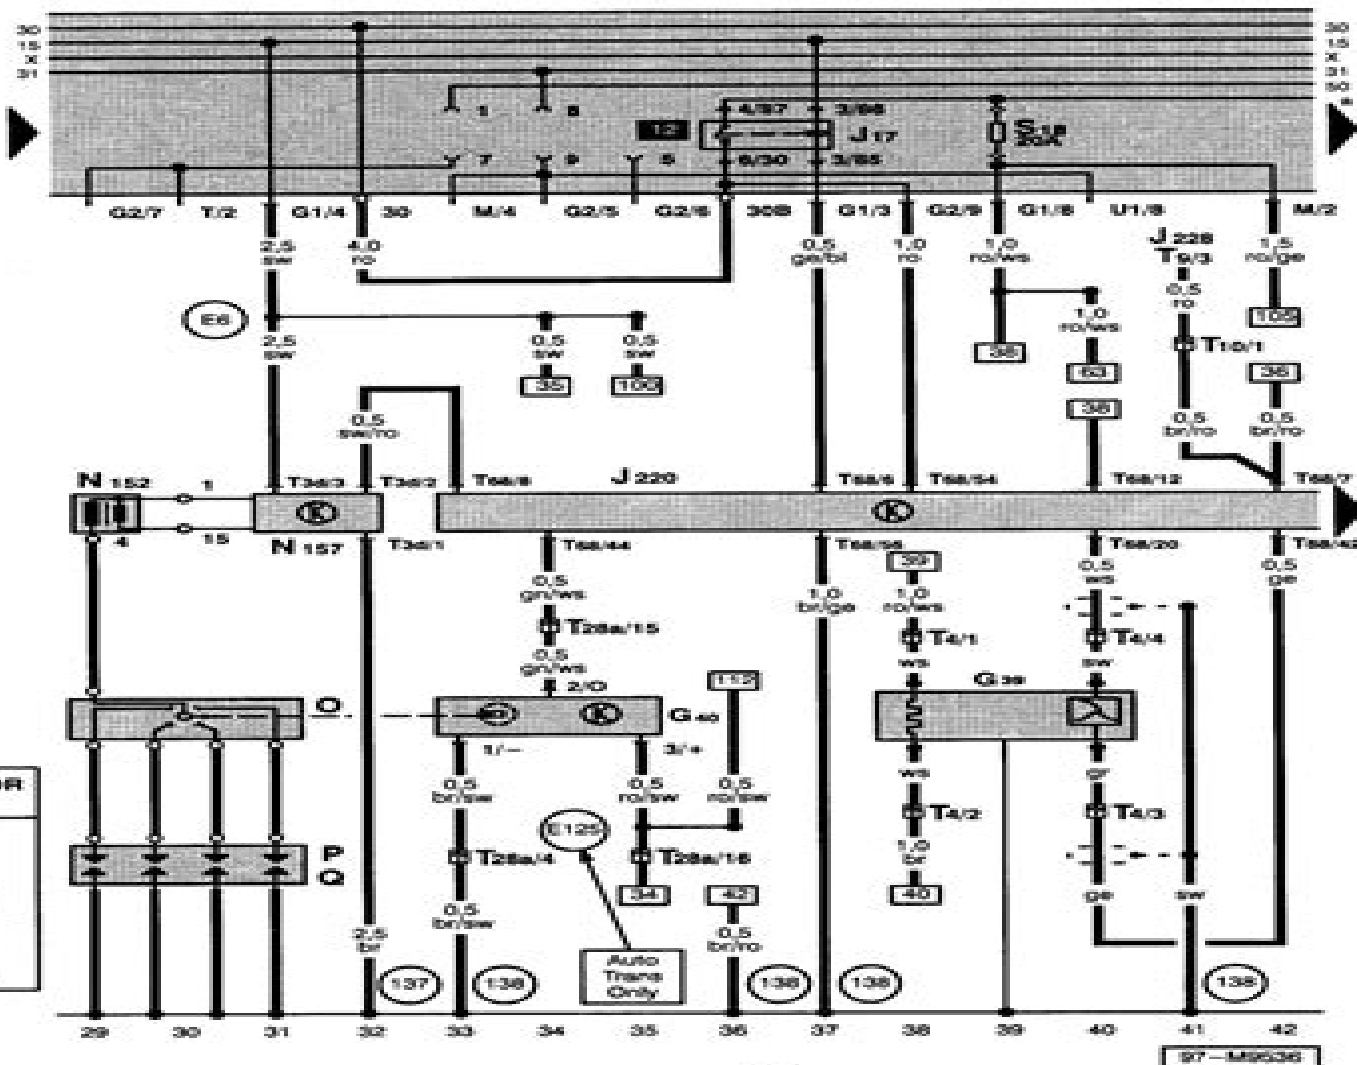 30 30
15 15
X X
31 31
50
a
1 8 4/87 3/86
12 J 17 S 18
20A
7 9 5 6/30 3/85
G2/7 T/2 G1/4 30 M/4 G2/5 G2/6 30B G1/3 G2/9 G1/8 U1/8 M/2
2,5 4,0 0,5 1,0 1,0 J 226 1,5
sw ro ge/bl ro ro/ws T9/3 ro/ge
0,5
ro
E6 1,0 105
ro/ws
2,5 0,5 0,5 38 T10/1
sw sw sw
35 100 63 36
38
0,5 0,5 0,5
sw/ro br/ro br/ro
N 152 1 T3d/3 T3d/2 T68/8 J 220 T68/6 T68/54 T68/12 T68/7
K K
4 15 N 157 T3d/1 T68/44 T68/55 T68/20 T68/42
39
0,5 1,0 1,0 0,5 0,5
gn/ws br/ge ro/ws ws ge
T28a/15 T4/1 T4/4
0,5 ws sw
gn/ws
2/O 112 G 39
O K G 40
1/- 3/+
0,5 0,5 0,5 ws gr
br/sw ro/sw ro/sw
OR E125 T4/2 T4/3
P T28a/4 T28a/16 1,0
Q br
34 42 40 ge sw
0,5 0,5
br/sw br/ro
2,5
br
Auto
Trans
Only
137 138 138 138 138
29 30 31 32 33 34 35 36 37 38 39 40 41 42
97-M9536